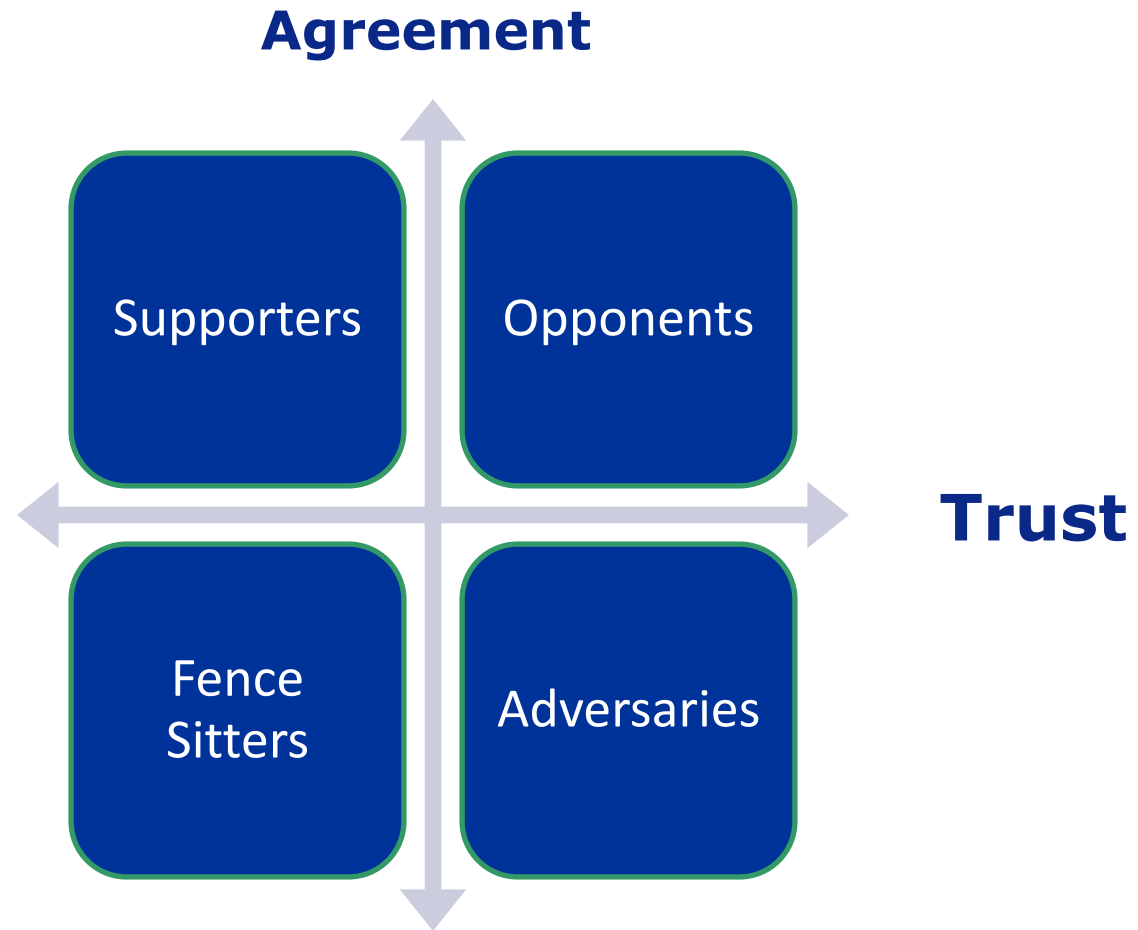 Agreement
Supporters
Opponents
Trust
Fence
Sitters
Adversaries